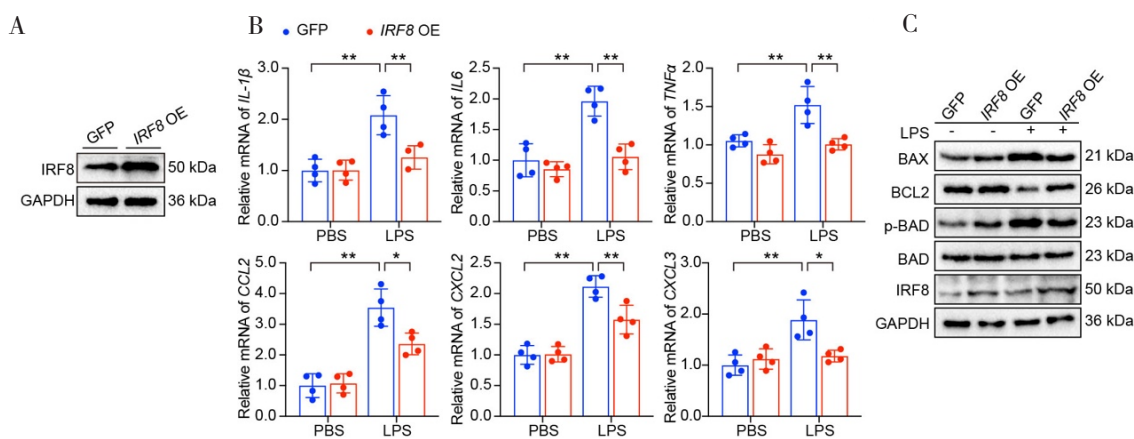 A
GFP
IRF8 OE
IRF8
50 kDa
GAPDH
36 kDa
B
GFP
IRF8 OE
Relative mRNA of IL-1β
3.0
2.0
1.0
0.0
** **
PBS
LPS
Relative mRNA of IL6
2.5
2.0
1.5
1.0
0.5
0.0
** **
PBS
LPS
Relative mRNA of TNFα
2.0
1.5
1.0
0.5
0.0
** **
PBS
LPS
Relative mRNA of CCL2
5.0
4.0
3.0
2.0
1.0
0.0
** *
PBS
LPS
Relative mRNA of CXCL2
2.5
2.0
1.5
1.0
0.5
0.0
** **
PBS
LPS
Relative mRNA of CXCL3
3.0
2.0
1.0
0.0
** *
PBS
LPS
C
GFP
IRF8 OE
GFP
IRF8 OE
LPS - - + +
BAX 21 kDa
BCL2 26 kDa
p-BAD 23 kDa
BAD 23 kDa
IRF8 50 kDa
GAPDH 36 kDa